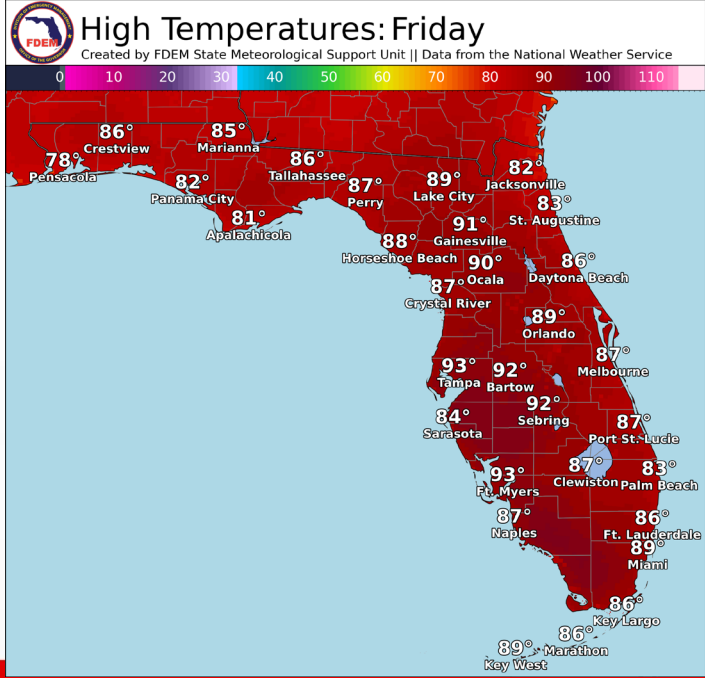 FDEM
High Temperatures: Friday
Created by FDEM State Meteorological Support Unit || Data from the National Weather Service
0 10 20 30 40 50 60 70 80 90 100 110
86°
Crestview
85°
Marianna
78°
Pensacola
86°
Tallahassee
82°
Panama City
87°
Perry
89°
Lake City
82°
Jacksonville
81°
Apalachicola
83°
St. Augustine
91°
Gainesville
88°
Horseshoe Beach
90°
Ocala
86°
Daytona Beach
87°
Crystal River
89°
Orlando
87°
Melbourne
93°
Tampa
92°
Bartow
92°
Sebring
84°
Sarasota
87°
Port St. Lucie
87°
Clewiston
83°
Palm Beach
93°
Ft. Myers
87°
Naples
86°
Ft. Lauderdale
89°
Miami
86°
Key Largo
86°
Marathon
89°
Key West